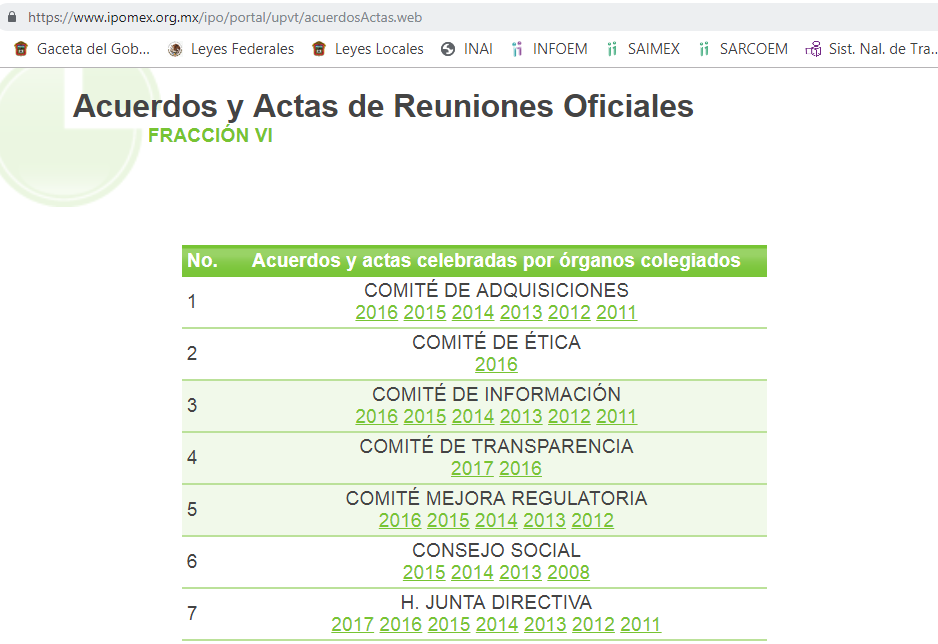 https://www.ipomex.org.mx/ipo/portal/upvt/acuerdosActas.web
Gaceta del Gob... Leyes Federales Leyes Locales INAI INFOEM SAIMEX SARCOEM Sist. Nal. de Tra...
Acuerdos y Actas de Reuniones Oficiales
FRACCIÓN VI
No. Acuerdos y actas celebradas por órganos colegiados
1 COMITÉ DE ADQUISICIONES
2016 2015 2014 2013 2012 2011
2 COMITÉ DE ÉTICA
2016
3 COMITÉ DE INFORMACIÓN
2016 2015 2014 2013 2012 2011
4 COMITÉ DE TRANSPARENCIA
2017 2016
5 COMITÉ MEJORA REGULATORIA
2016 2015 2014 2013 2012
6 CONSEJO SOCIAL
2015 2014 2013 2008
7 H. JUNTA DIRECTIVA
2017 2016 2015 2014 2013 2012 2011